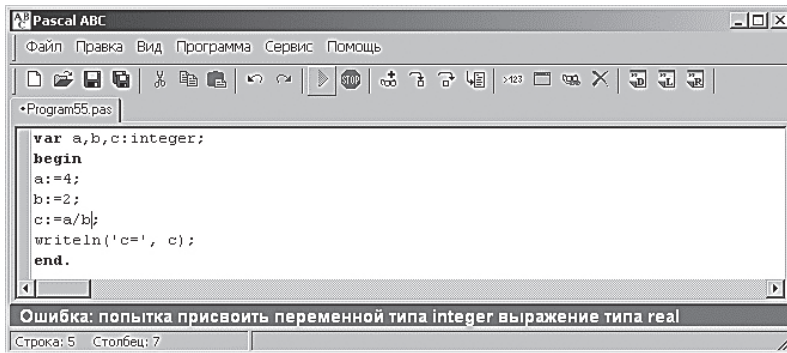 Pascal ABC
Файл Правка Вид Программа Сервис Помощь
•Program55.pas
var a,b,c:integer;
begin
a:=4;
b:=2;
c:=a/b;
writeln('c=', c);
end.
Ошибка: попытка присвоить переменной типа integer выражение типа real
Строка: 5 Столбец: 7